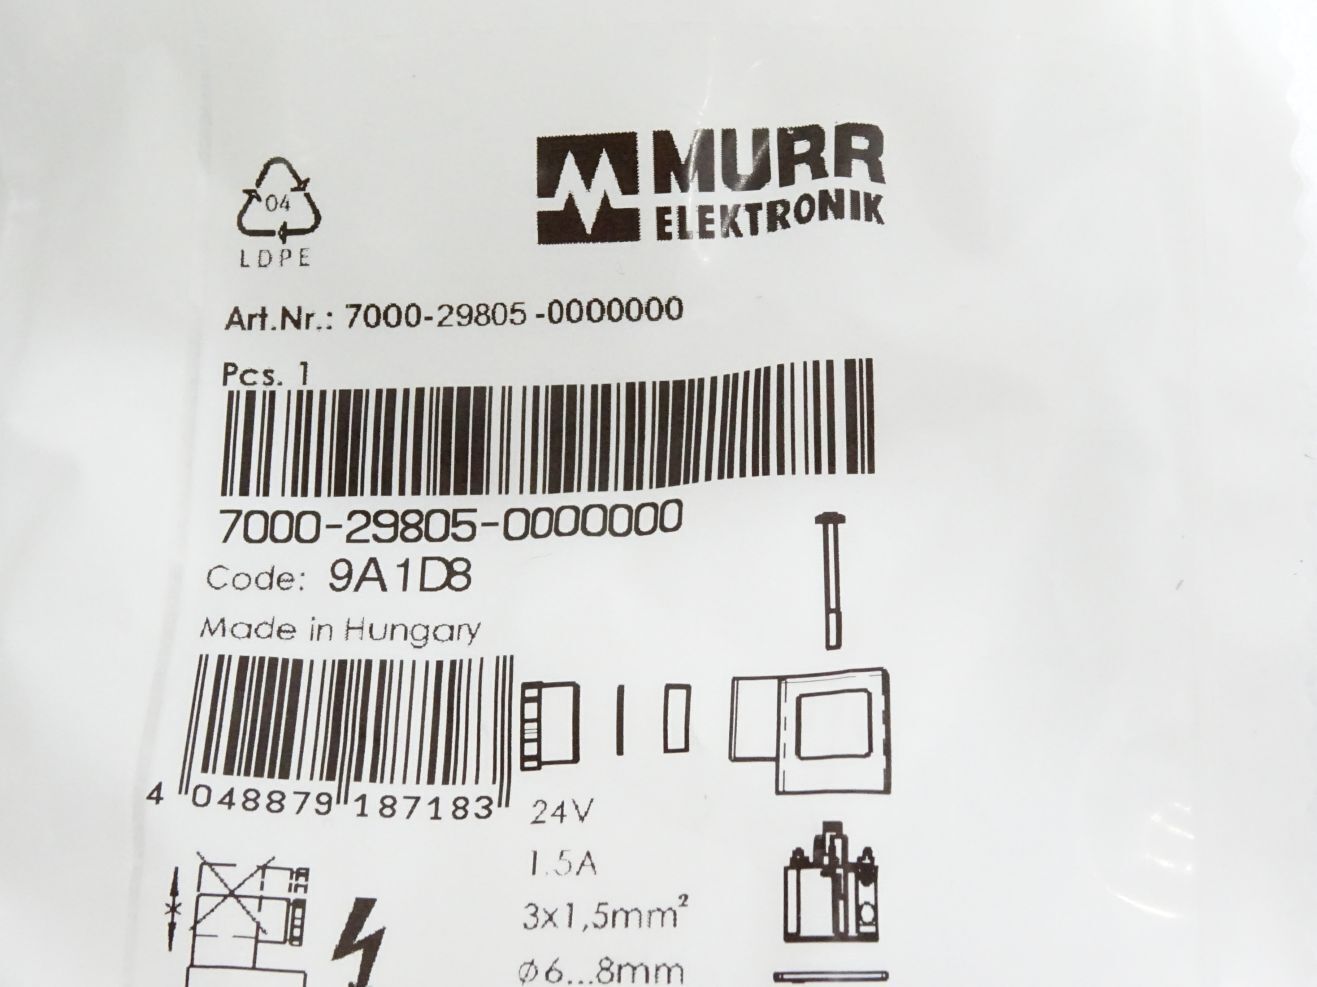 04
LDPE
MURR
ELEKTRONIK
Art.Nr.: 7000-29805-0000000
Pcs. 1
7000-29805-0000000
Code: 9A1D8
Made in Hungary
4 048879 187183
24V
1.5A
3x1,5mm²
Ø6...8mm